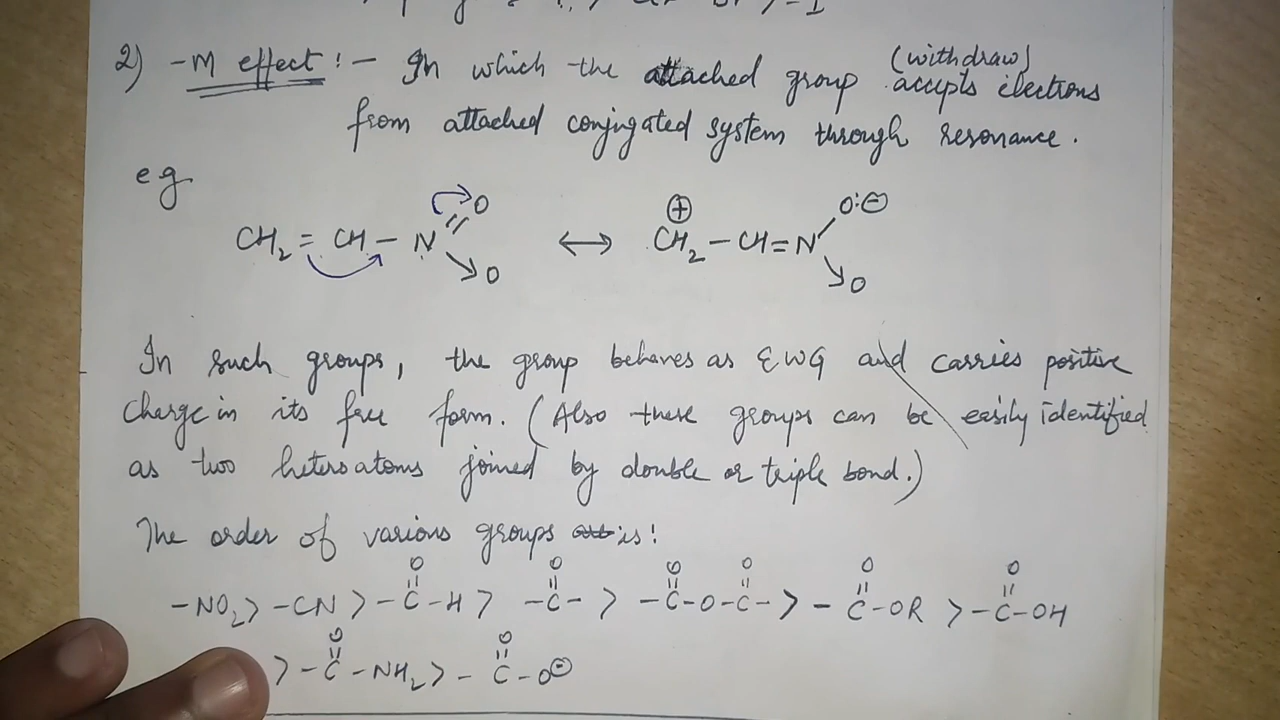 2) -M effect :- In which the attached group accepts electrons
(withdraw)
from attached conjugated system through resonance.
eg
CH₂ = CH – N = O → O ↔ CH₂⊕ – CH = N – O:⊖ → O
In such groups, the group behaves as EWG and carries positive
charge in its free form. (Also these groups can be easily identified
as two heteroatoms joined by double or triple bond.)
The order of various groups is :
-NO₂ > -CN > -C(=O)-H > -C(=O)- > -C(=O)-O-C(=O)- > -C(=O)-OR > -C(=O)-OH
> -C(=O)-NH₂ > -C(=O)-O⊖